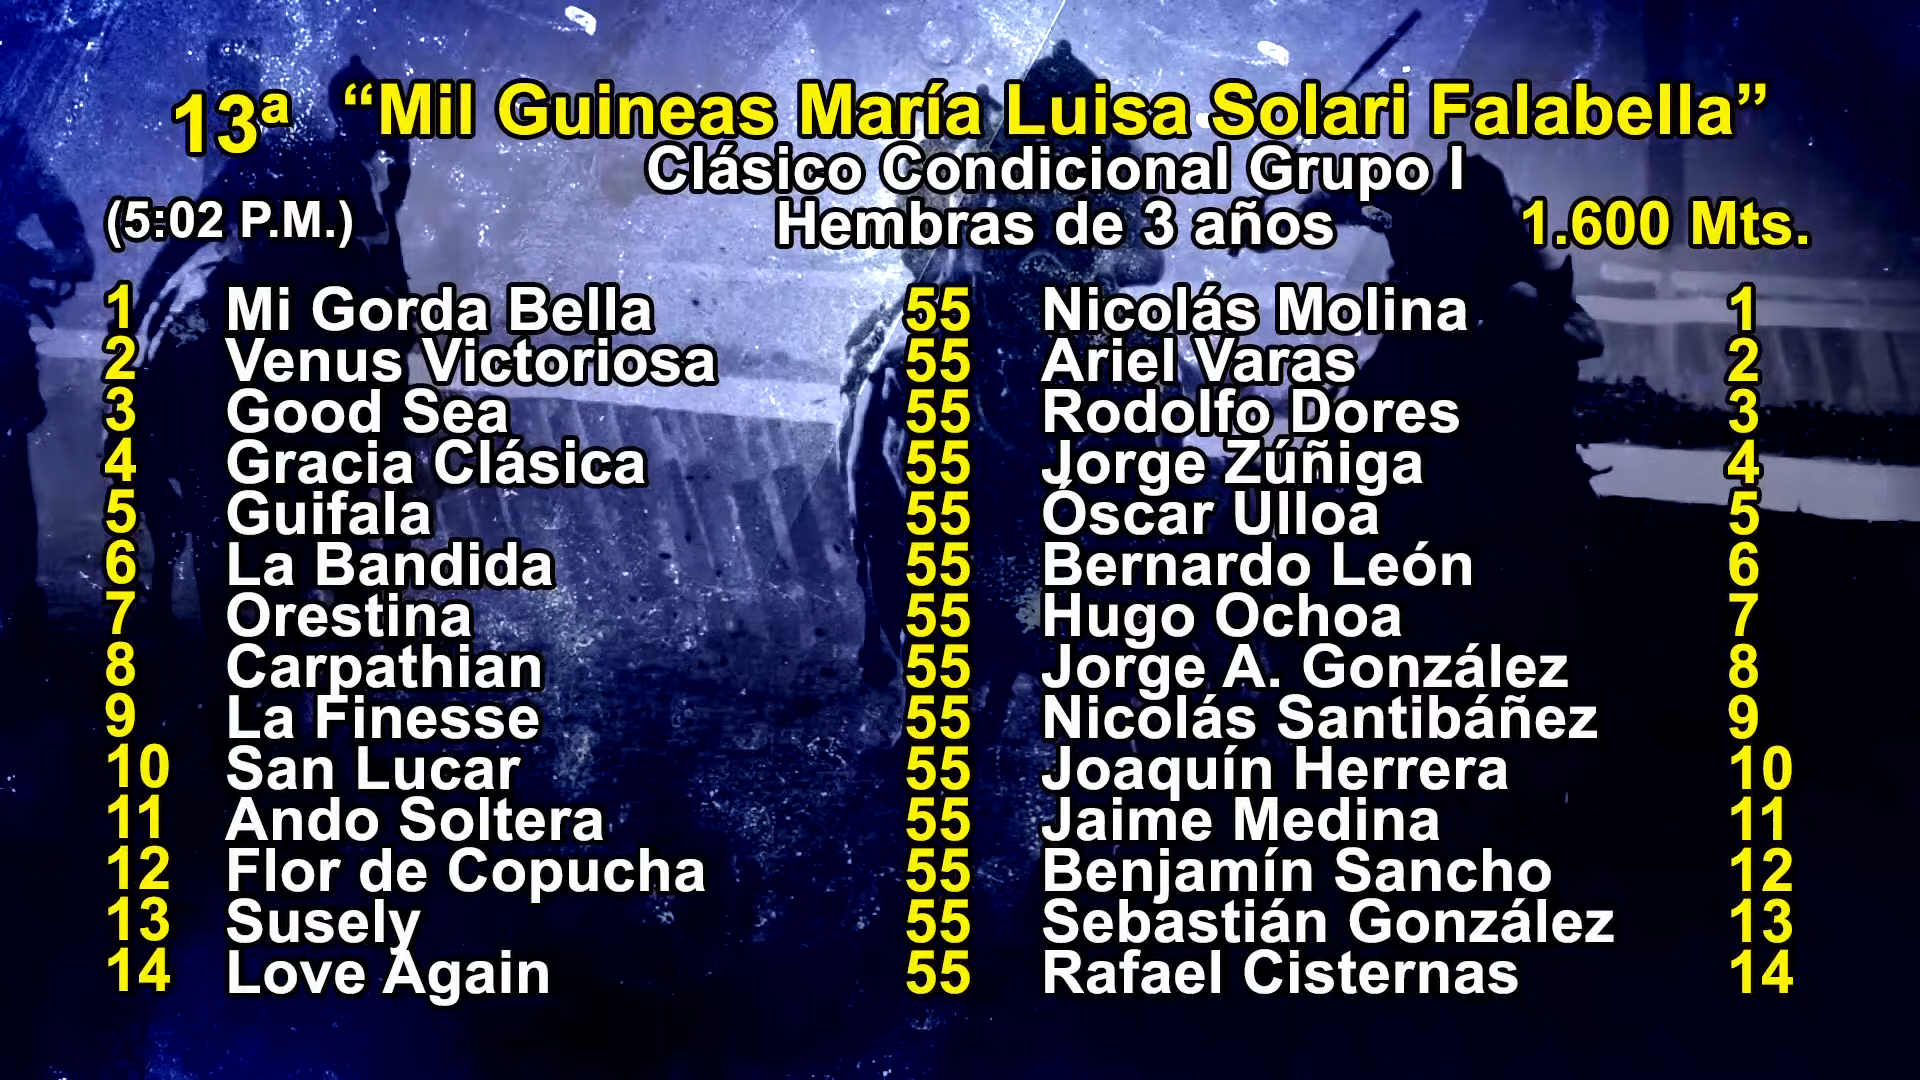 13ª “Mil Guineas María Luisa Solari Falabella”
Clásico Condicional Grupo I
(5:02 P.M.) Hembras de 3 años 1.600 Mts.
1 Mi Gorda Bella 55 Nicolás Molina 1
2 Venus Victoriosa 55 Ariel Varas 2
3 Good Sea 55 Rodolfo Dores 3
4 Gracia Clásica 55 Jorge Zúñiga 4
5 Guifala 55 Óscar Ulloa 5
6 La Bandida 55 Bernardo León 6
7 Orestina 55 Hugo Ochoa 7
8 Carpathian 55 Jorge A. González 8
9 La Finesse 55 Nicolás Santibáñez 9
10 San Lucar 55 Joaquín Herrera 10
11 Ando Soltera 55 Jaime Medina 11
12 Flor de Copucha 55 Benjamín Sancho 12
13 Susely 55 Sebastián González 13
14 Love Again 55 Rafael Cisternas 14